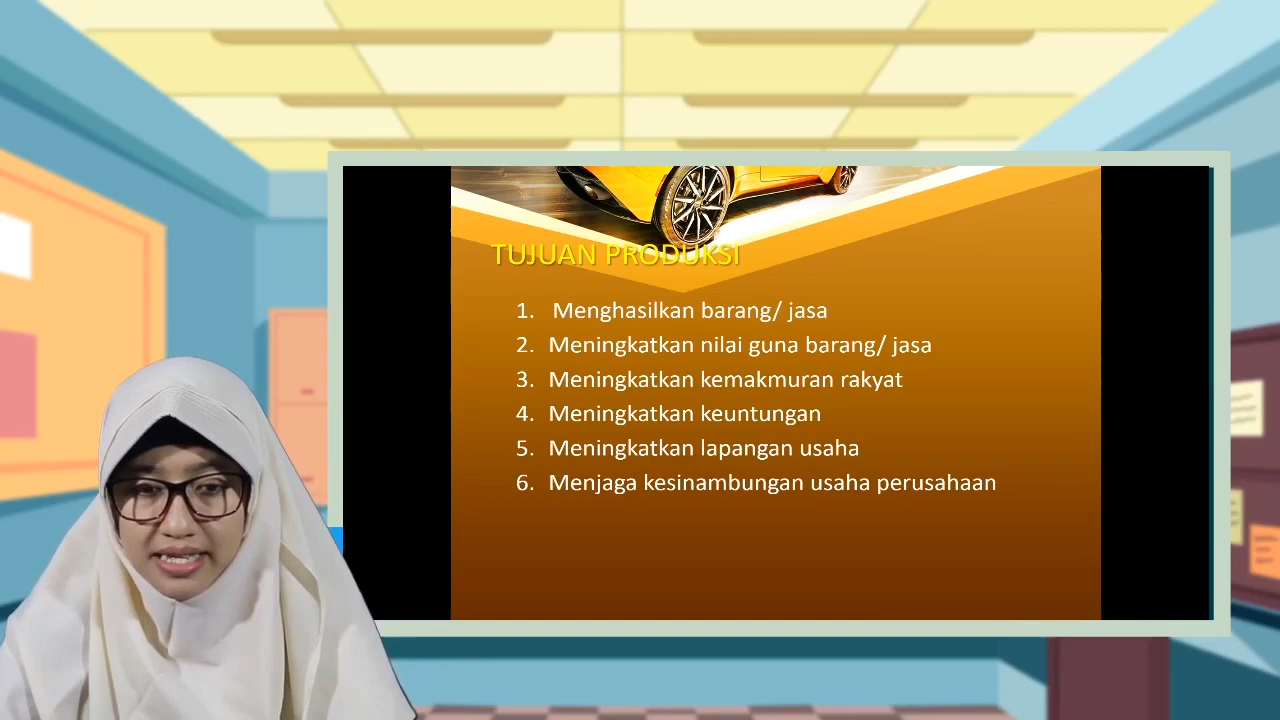 TUJUAN PRODUKSI
1. Menghasilkan barang/ jasa
2. Meningkatkan nilai guna barang/ jasa
3. Meningkatkan kemakmuran rakyat
4. Meningkatkan keuntungan
5. Meningkatkan lapangan usaha
6. Menjaga kesinambungan usaha perusahaan